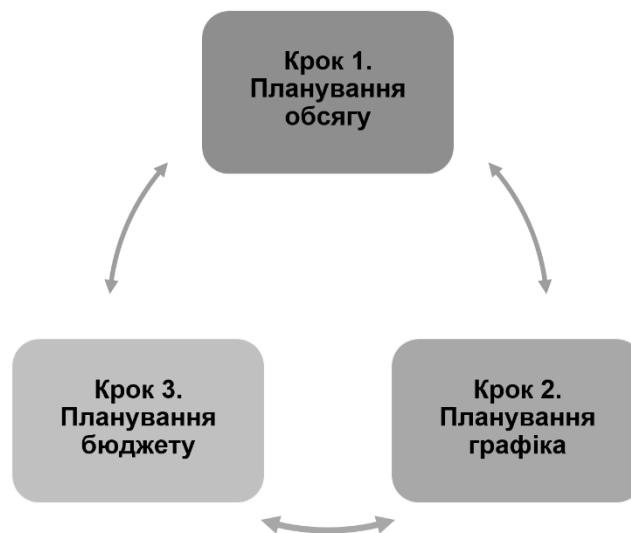 Крок 1.
Планування
обсягу
Крок 3.
Планування
бюджету
Крок 2.
Планування
графіка